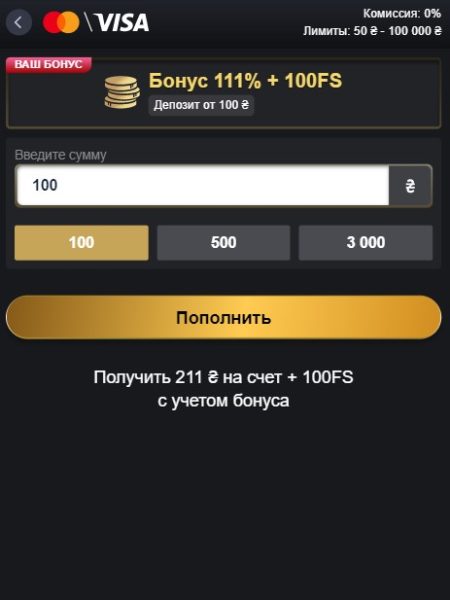 VISA
Комиссия: 0%
Лимиты: 50 ₴ - 100 000 ₴
ВАШ БОНУС
Бонус 111% + 100FS
Депозит от 100 ₴
Введите сумму
100 ₴
100 500 3 000
Пополнить
Получить 211 ₴ на счет + 100FS
с учетом бонуса